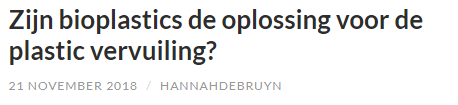 Zijn bioplastics de oplossing voor de
plastic vervuiling?
21 NOVEMBER 2018 / HANNAHDEBRUYN